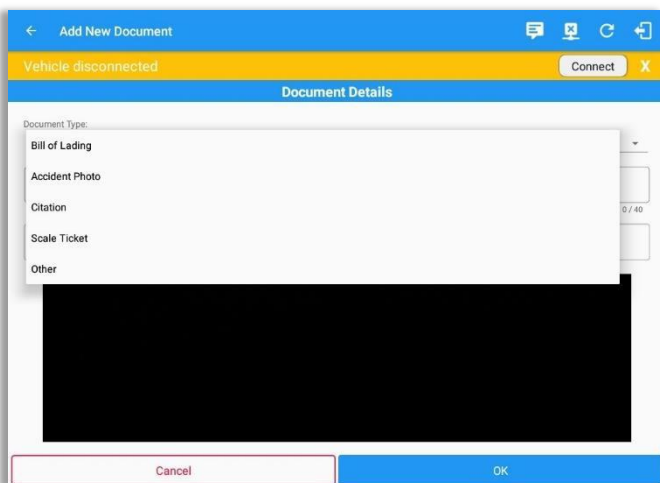 Add New Document
Vehicle disconnected
Connect X
Document Details
Document Type:
Bill of Lading
Accident Photo
Citation
0 / 40
Scale Ticket
Other
Cancel
OK